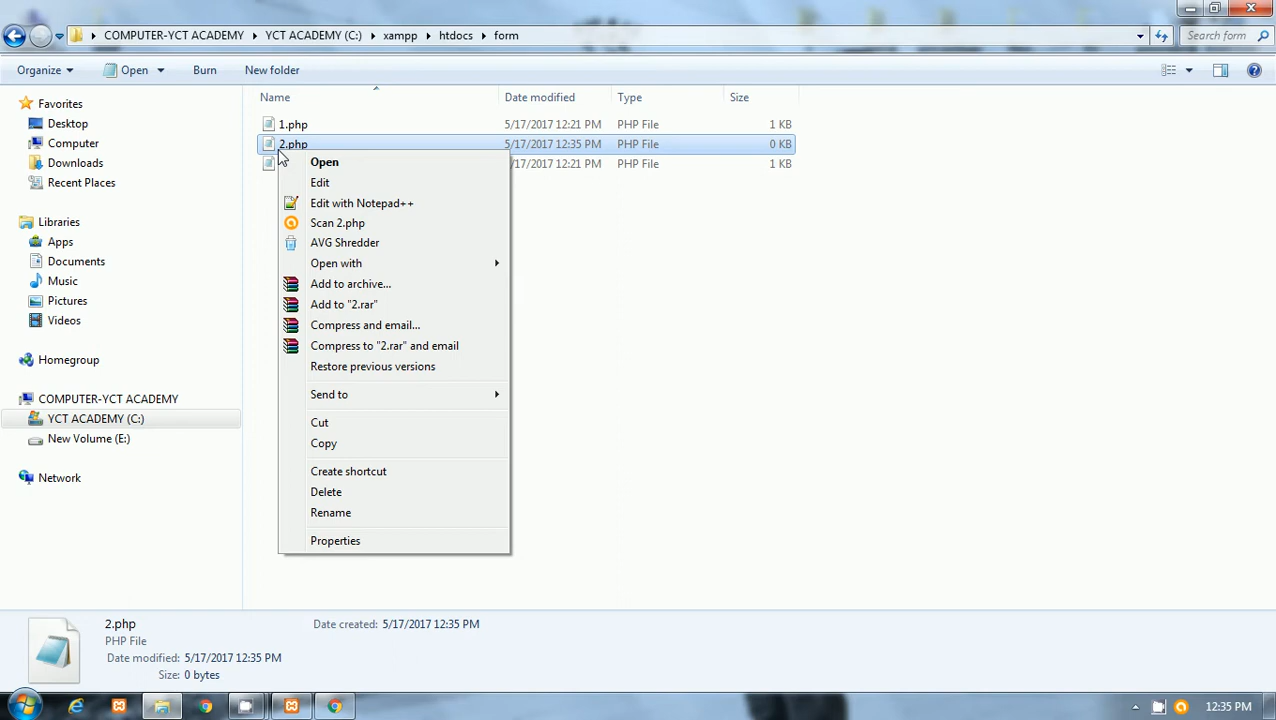 COMPUTER-YCT ACADEMY YCT ACADEMY (C:) xampp htdocs form
Search form
Organize Open Burn New folder
Name Date modified Type Size
Favorites
Desktop
Computer
Downloads
Recent Places
Libraries
Apps
Documents
Music
Pictures
Videos
Homegroup
COMPUTER-YCT ACADEMY
YCT ACADEMY (C:)
New Volume (E:)
Network
1.php 5/17/2017 12:21 PM PHP File 1 KB
2.php 5/17/2017 12:35 PM PHP File 0 KB
/17/2017 12:21 PM PHP File 1 KB
Open
Edit
Edit with Notepad++
Scan 2.php
AVG Shredder
Open with
Add to archive...
Add to "2.rar"
Compress and email...
Compress to "2.rar" and email
Restore previous versions
Send to
Cut
Copy
Create shortcut
Delete
Rename
Properties
2.php Date created: 5/17/2017 12:35 PM
PHP File
Date modified: 5/17/2017 12:35 PM
Size: 0 bytes
12:35 PM